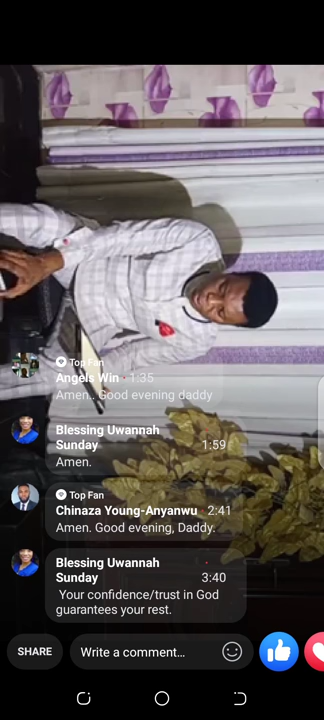 Top Fan
Angels Win · 1:35
Amen.. Good evening daddy
Blessing Uwannah
Sunday 1:59
Amen.
Top Fan
Chinaza Young-Anyanwu 2:41
Amen. Good evening, Daddy.
Blessing Uwannah
Sunday 3:40
Your confidence/trust in God
guarantees your rest.
SHARE
Write a comment...